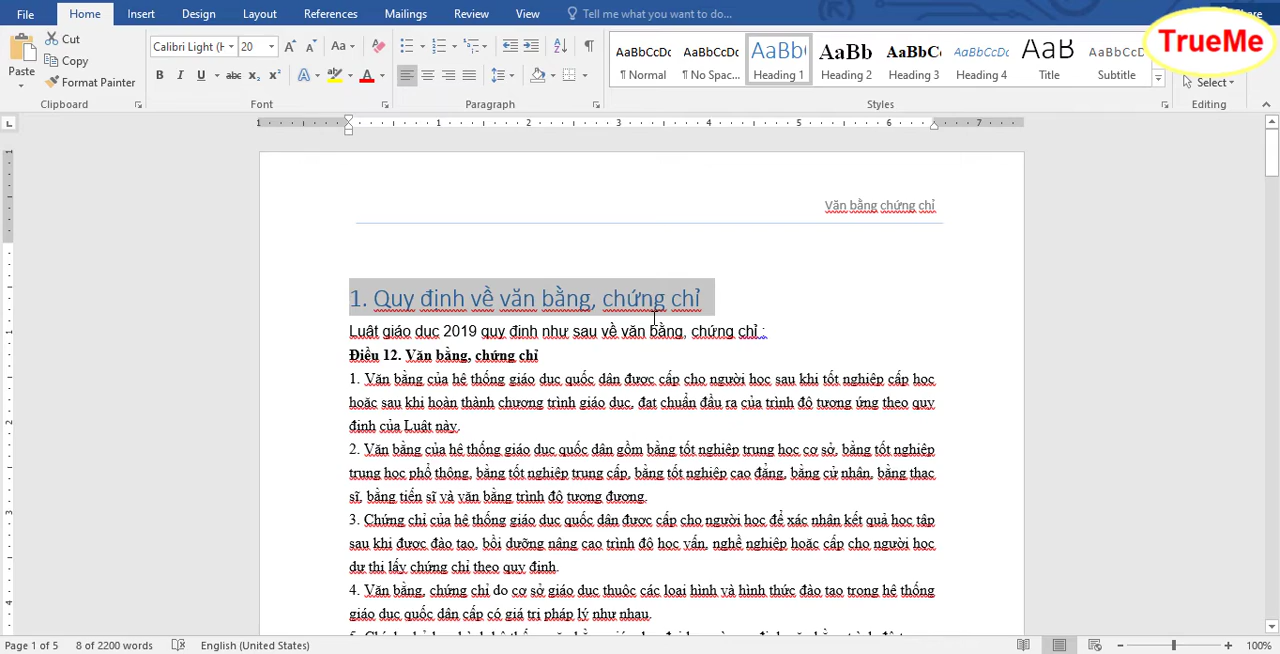 File Home Insert Design Layout References Mailings Review View Tell me what you want to do...
TrueMe
Paste
Cut
Copy
Format Painter
Clipboard
Calibri Light (H 20 Aa
B I U abc X₂ X² A A
Font
Paragraph
AaBbCcDc AaBbCcDc AaBb( AaBb AaBbC AaBbCcDc AaB AaBbCcDc
¶ Normal ¶ No Spac... Heading 1 Heading 2 Heading 3 Heading 4 Title Subtitle
Styles
Select
Editing
1 1 2 3 4 5 6 7
Văn bằng chứng chỉ
1. Quy định về văn bằng, chứng chỉ
Luật giáo dục 2019 quy định như sau về văn bằng, chứng chỉ :
Điều 12. Văn bằng, chứng chỉ
1. Văn bằng của hệ thống giáo dục quốc dân được cấp cho người học sau khi tốt nghiệp cấp học
hoặc sau khi hoàn thành chương trình giáo dục, đạt chuẩn đầu ra của trình độ tương ứng theo quy
định của Luật này.
2. Văn bằng của hệ thống giáo dục quốc dân gồm bằng tốt nghiệp trung học cơ sở, bằng tốt nghiệp
trung học phổ thông, bằng tốt nghiệp trung cấp, bằng tốt nghiệp cao đẳng, bằng cử nhân, bằng thạc
sĩ, bằng tiến sĩ và văn bằng trình độ tương đương.
3. Chứng chỉ của hệ thống giáo dục quốc dân được cấp cho người học để xác nhận kết quả học tập
sau khi được đào tạo, bồi dưỡng nâng cao trình độ học vấn, nghề nghiệp hoặc cấp cho người học
dự thi lấy chứng chỉ theo quy định.
4. Văn bằng, chứng chỉ do cơ sở giáo dục thuộc các loại hình và hình thức đào tạo trong hệ thống
giáo dục quốc dân cấp có giá trị pháp lý như nhau.
Page 1 of 5 8 of 2200 words English (United States) 100%